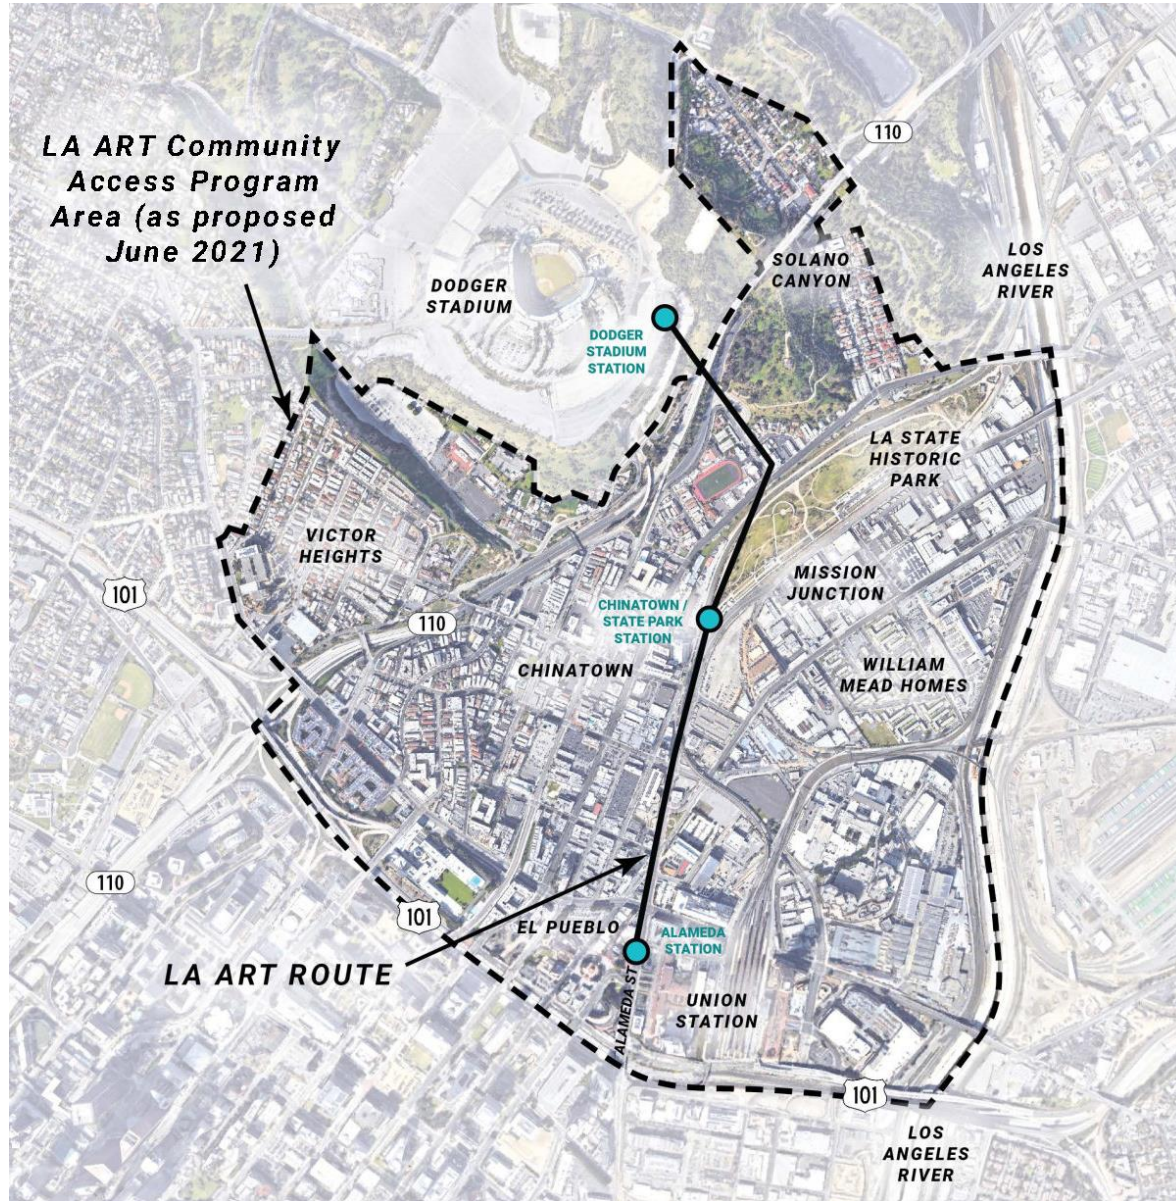 LA ART Community
Access Program
Area (as proposed
June 2021)
110
SOLANO
CANYON
LOS
ANGELES
RIVER
DODGER
STADIUM
DODGER
STADIUM
STATION
LA STATE
HISTORIC
PARK
VICTOR
HEIGHTS
MISSION
JUNCTION
101
110
CHINATOWN /
STATE PARK
STATION
CHINATOWN
WILLIAM
MEAD HOMES
110
101
EL PUEBLO
ALAMEDA
STATION
LA ART ROUTE
ALAMEDA ST
UNION
STATION
101
LOS
ANGELES
RIVER